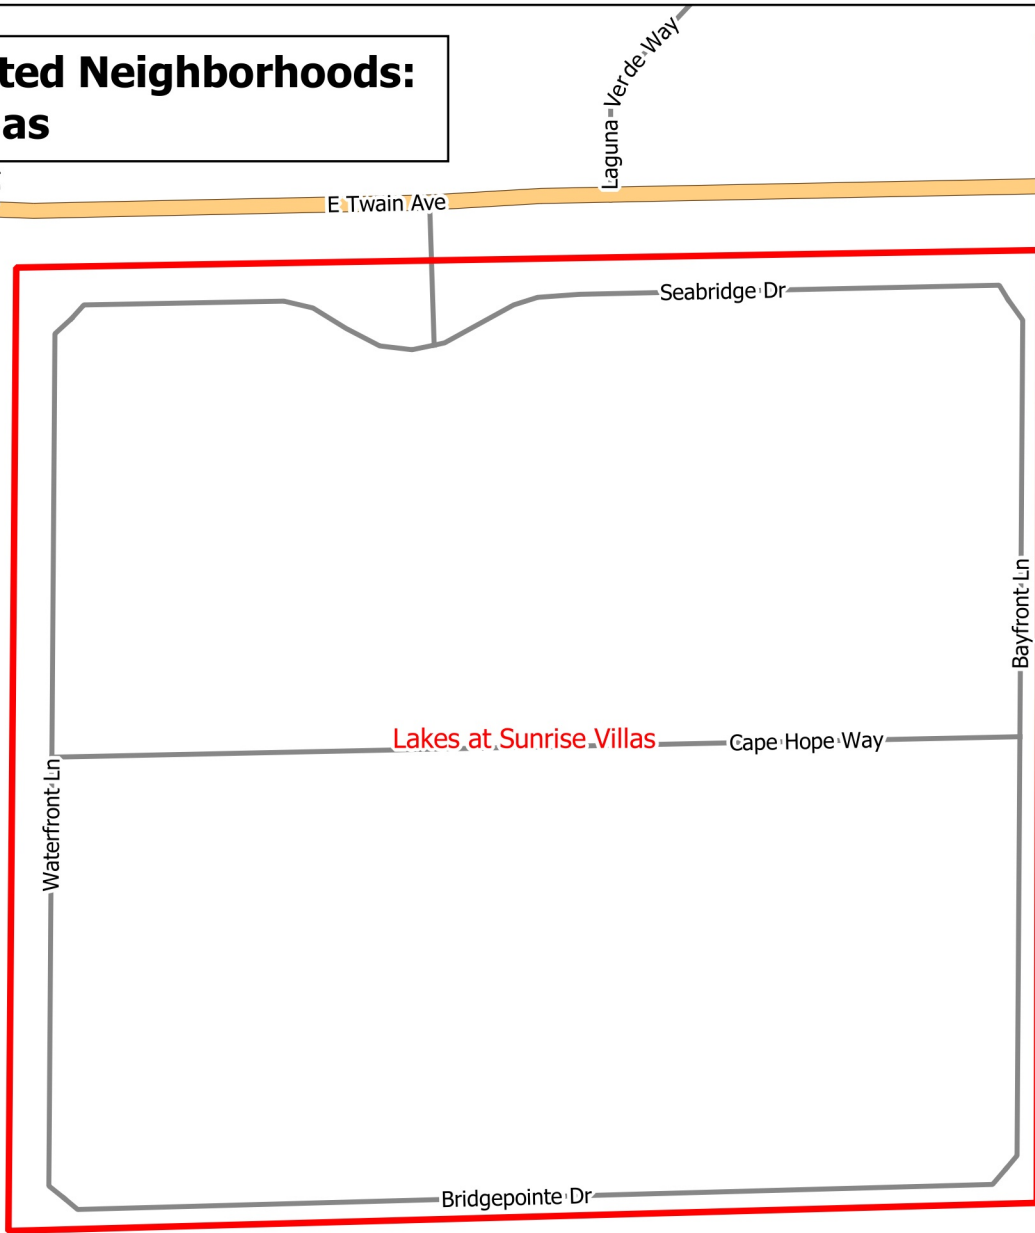 ted Neighborhoods:
as
Laguna Verde Way
E Twain Ave
Seabridge Dr
Bayfront Ln
Lakes at Sunrise Villas
Cape Hope Way
Waterfront Ln
Bridgepointe Dr